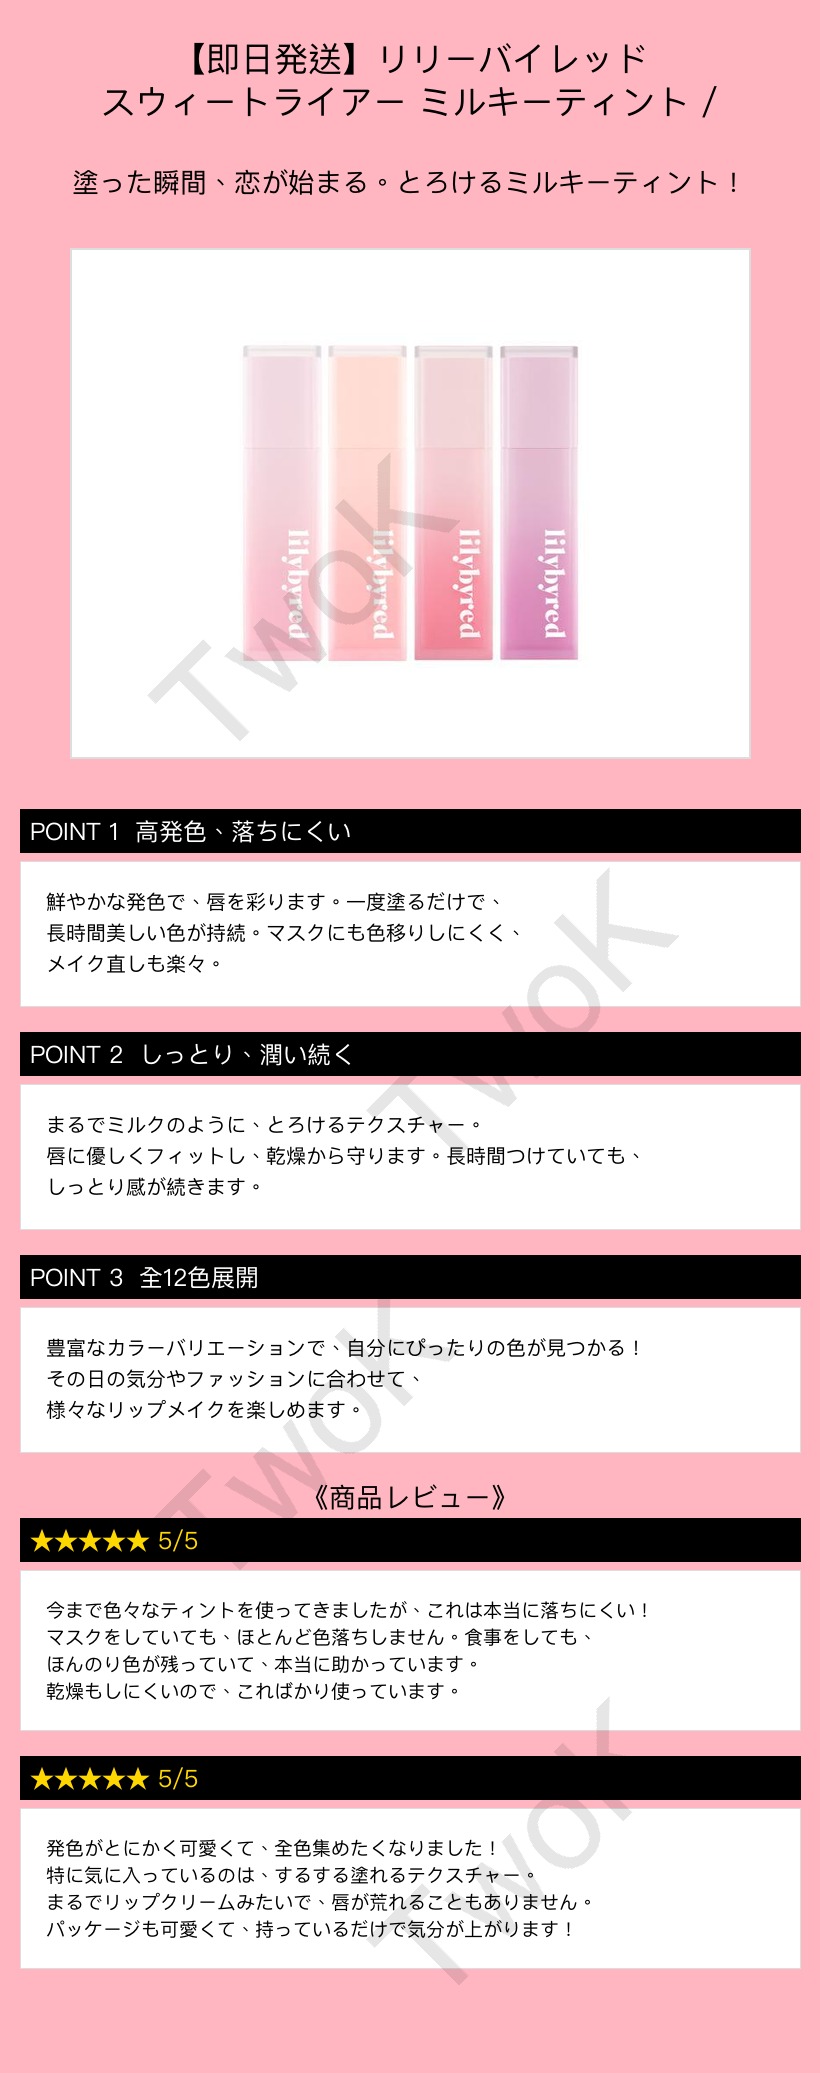 【即日発送】リリーバイレッド
スウィートライアー ミルキーティント /
塗った瞬間、恋が始まる。とろけるミルキーティント！
lilybyred
lilybyred
lilybyred
lilybyred
TwoK
POINT 1 高発色、落ちにくい
鮮やかな発色で、唇を彩ります。一度塗るだけで、
長時間美しい色が持続。マスクにも色移りしにくく、
メイク直しも楽々。
TwoK
POINT 2 しっとり、潤い続く
まるでミルクのように、とろけるテクスチャー。
唇に優しくフィットし、乾燥から守ります。長時間つけていても、
しっとり感が続きます。
POINT 3 全12色展開
豊富なカラーバリエーションで、自分にぴったりの色が見つかる！
その日の気分やファッションに合わせて、
様々なリップメイクを楽しめます。
TwoK
《商品レビュー》
★★★★★ 5/5
今まで色々なティントを使ってきましたが、これは本当に落ちにくい！
マスクをしていても、ほとんど色落ちしません。食事をしても、
ほんのり色が残っていて、本当に助かっています。
乾燥もしにくいので、こればかり使っています。
★★★★★ 5/5
発色がとにかく可愛くて、全色集めたくなりました！
特に気に入っているのは、するする塗れるテクスチャー。
まるでリップクリームみたいで、唇が荒れることもありません。
パッケージも可愛くて、持っているだけで気分が上がります！
TwoK